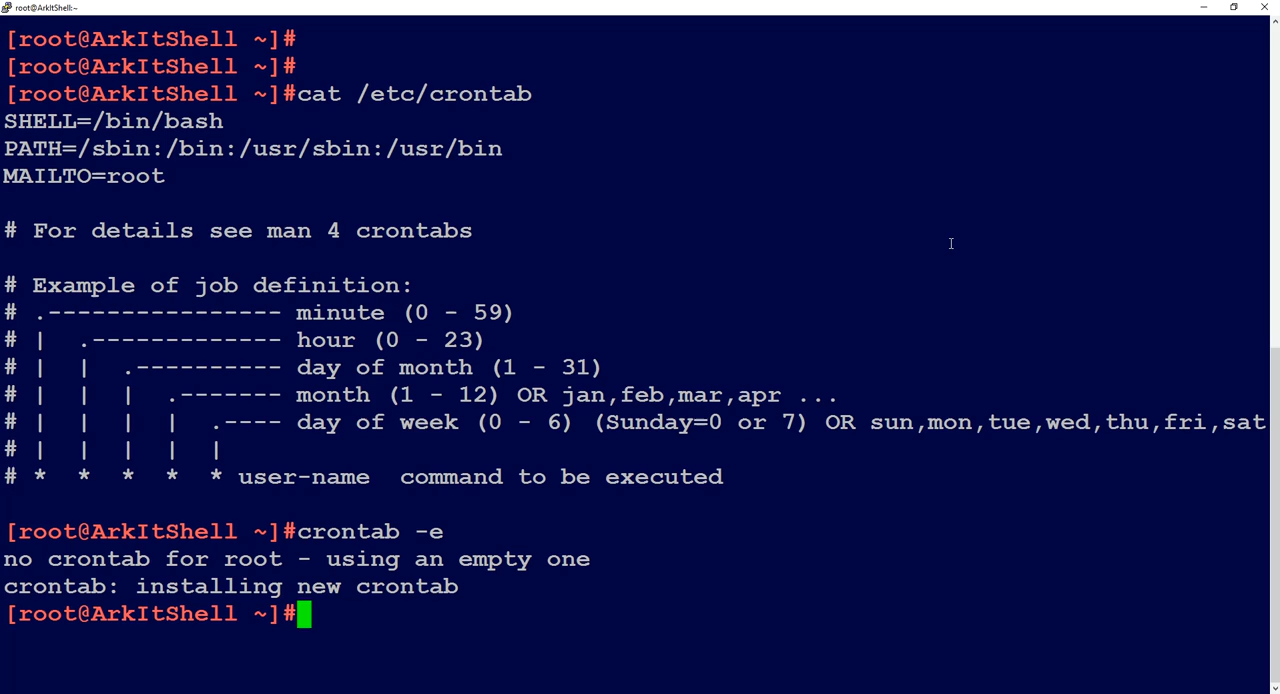 root@ArkItShell:~
[root@ArkItShell ~]#
[root@ArkItShell ~]#
[root@ArkItShell ~]#cat /etc/crontab
SHELL=/bin/bash
PATH=/sbin:/bin:/usr/sbin:/usr/bin
MAILTO=root
# For details see man 4 crontabs
# Example of job definition:
# .---------------- minute (0 - 59)
# |  .------------- hour (0 - 23)
# |  |  .---------- day of month (1 - 31)
# |  |  |  .------- month (1 - 12) OR jan,feb,mar,apr ...
# |  |  |  |  .---- day of week (0 - 6) (Sunday=0 or 7) OR sun,mon,tue,wed,thu,fri,sat
# |  |  |  |  |
# *  *  *  *  * user-name  command to be executed
[root@ArkItShell ~]#crontab -e
no crontab for root - using an empty one
crontab: installing new crontab
[root@ArkItShell ~]#